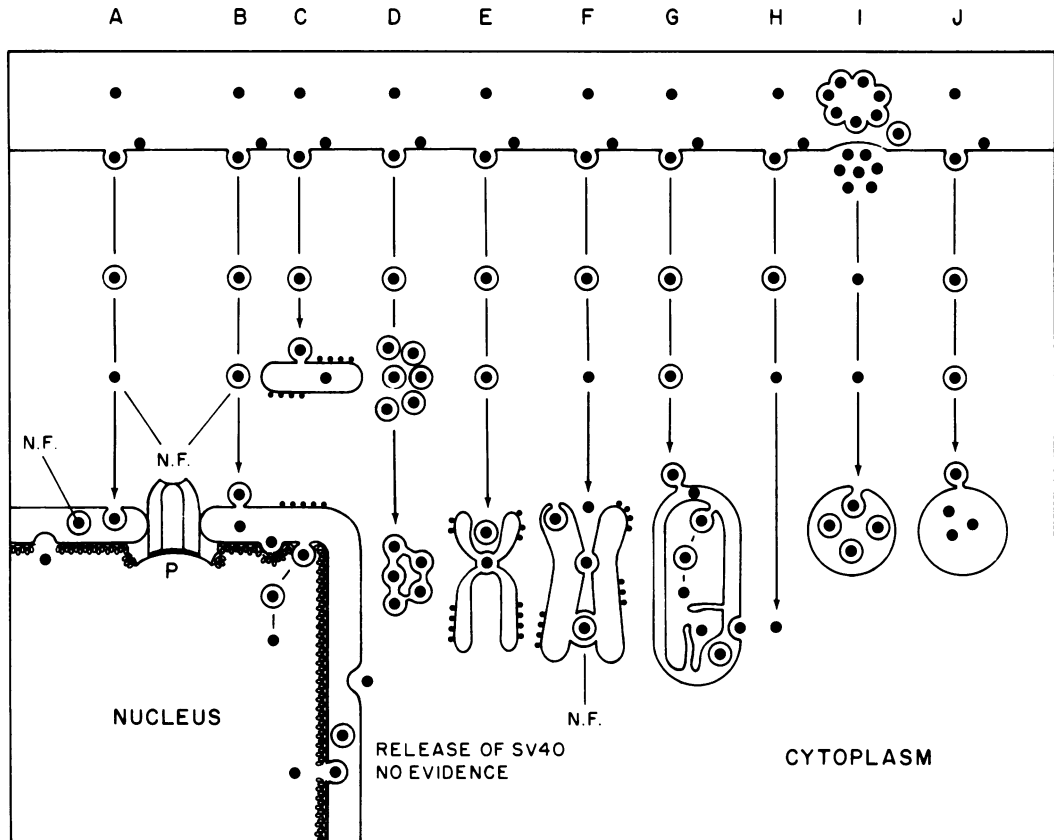 A B C D E F G H I J
N.F.
N.F.
P
N.F.
NUCLEUS
RELEASE OF SV40
NO EVIDENCE
CYTOPLASM